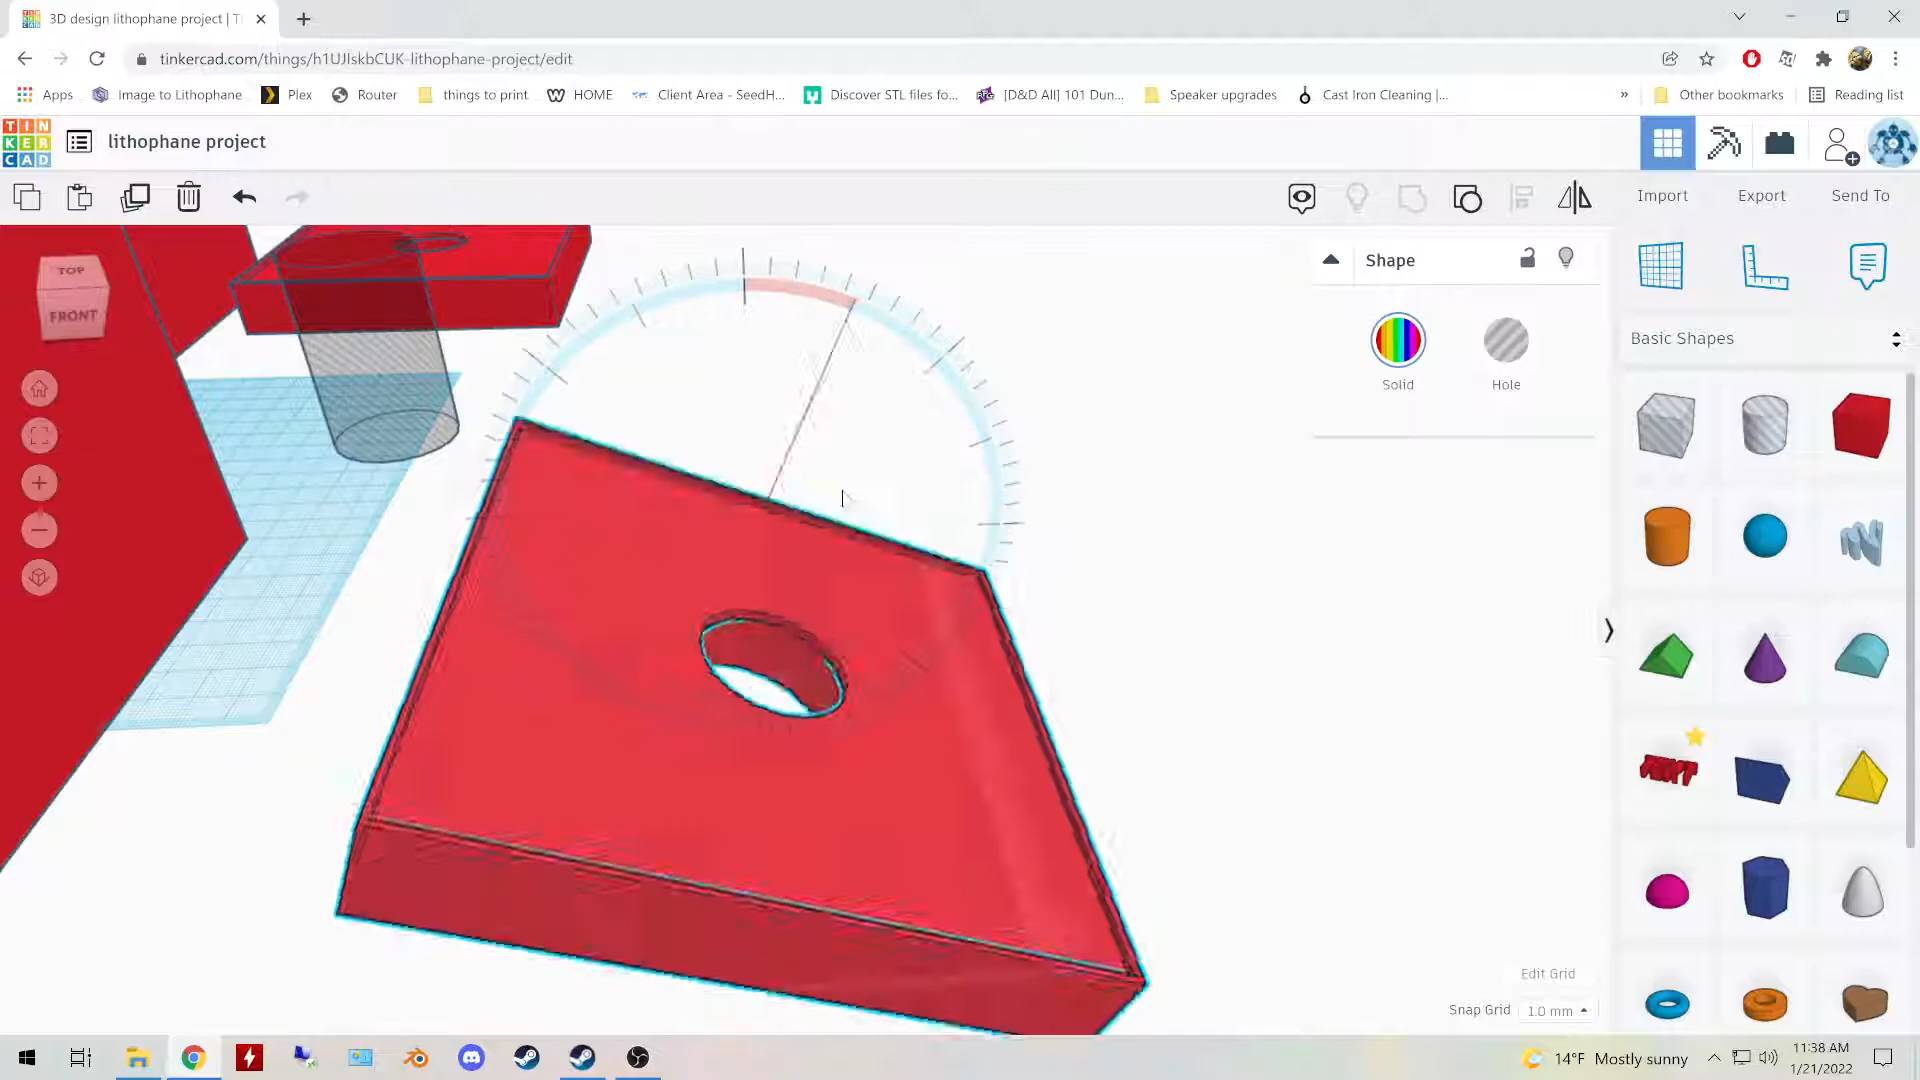 3D design lithophane project | Ti
tinkercad.com/things/h1UJIskbCUK-lithophane-project/edit
Apps
Image to Lithophane
Plex
Router
things to print
HOME
Client Area - SeedH...
Discover STL files fo...
[D&D All] 101 Dun...
Speaker upgrades
Cast Iron Cleaning |...
»
Other bookmarks
Reading list
TIN
KER
CAD
lithophane project
Import
Export
Send To
TOP
FRONT
Shape
Solid
Hole
Basic Shapes
TEXT
Edit Grid
Snap Grid
1.0 mm
14°F Mostly sunny
11:38 AM
1/21/2022